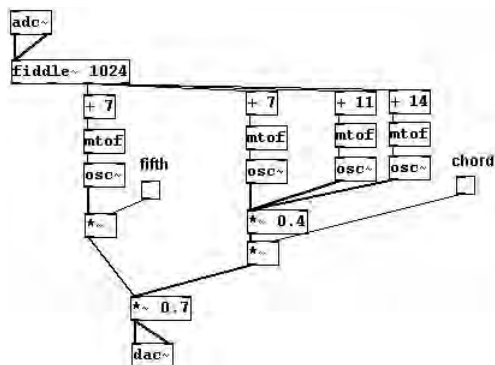 adc~
fiddle~ 1024
+ 7
+ 7
+ 11
+ 14
mtof
mtof
mtof
mtof
fifth
chord
osc~
osc~
osc~
osc~
*~
*~ 0.4
*~
*~ 0.7
dac~